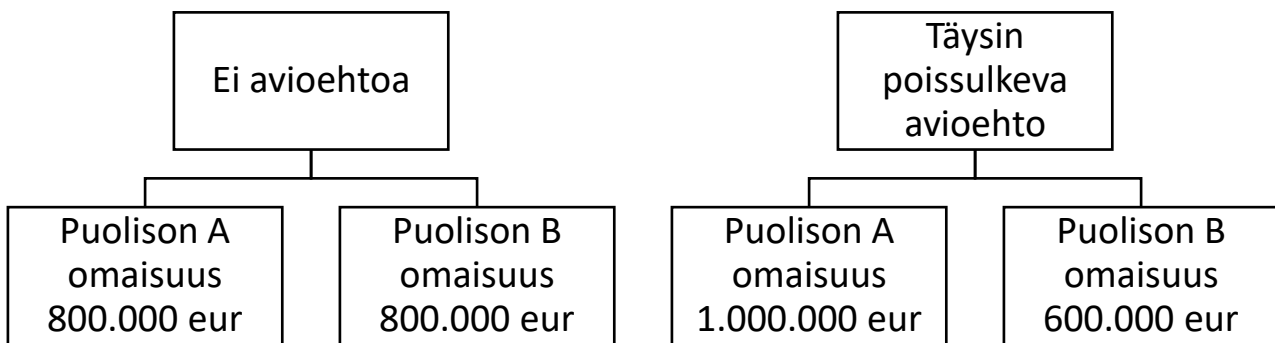 Ei avioehtoa
Puolison A
omaisuus
800.000 eur
Puolison B
omaisuus
800.000 eur
Täysin
poissulkeva
avioehto
Puolison A
omaisuus
1.000.000 eur
Puolison B
omaisuus
600.000 eur